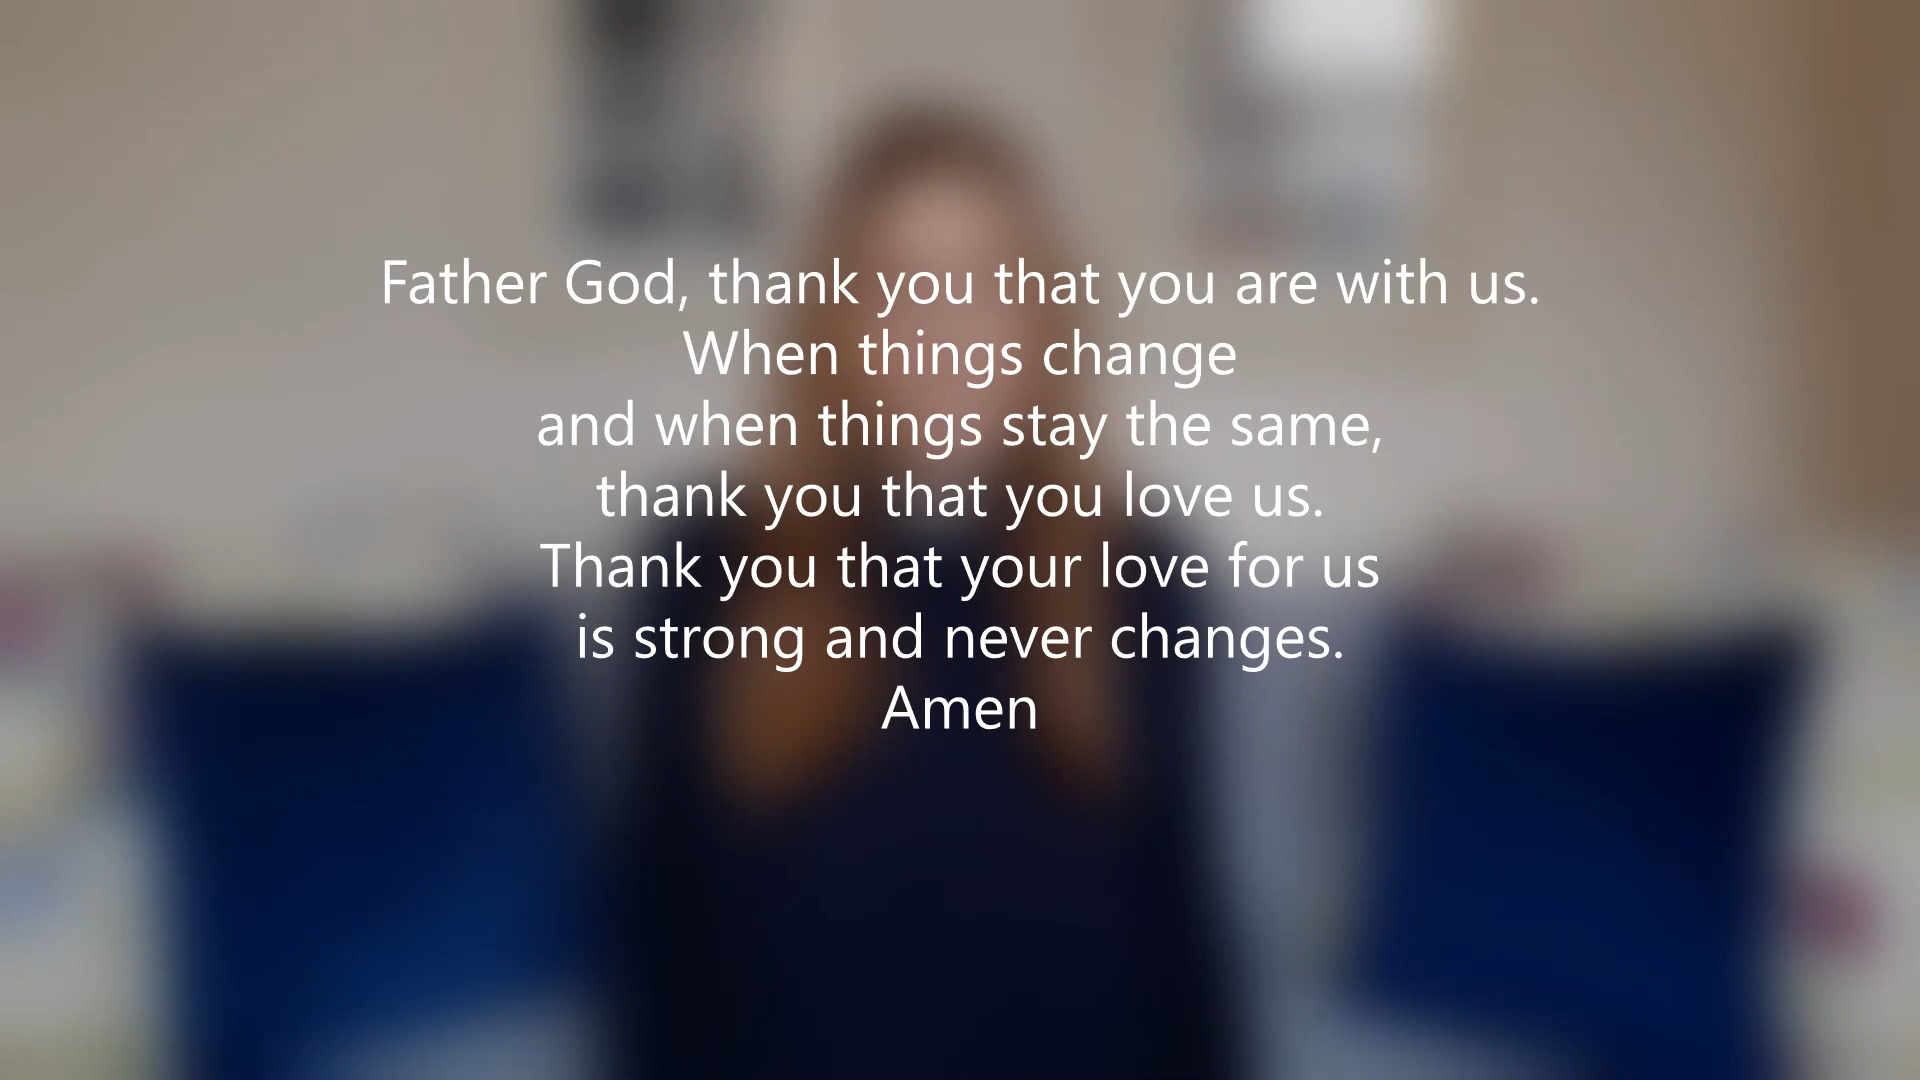 Father God, thank you that you are with us.
When things change
and when things stay the same,
thank you that you love us.
Thank you that your love for us
is strong and never changes.
Amen